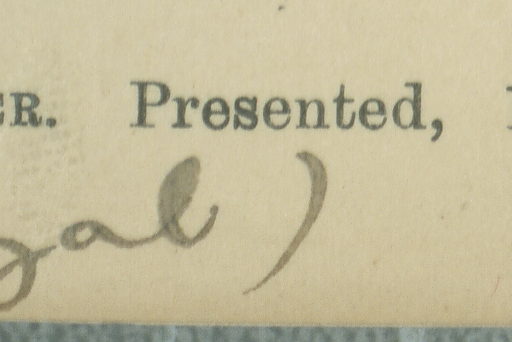 ER. Presented,
gal)